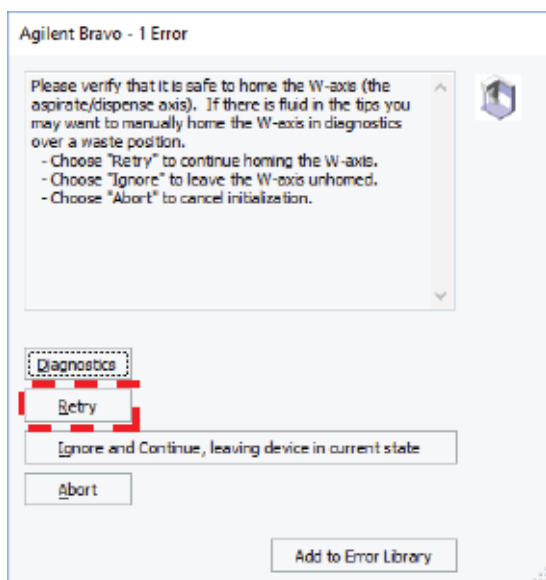 Agilent Bravo - 1 Error
Please verify that it is safe to home the W-axis (the
aspirate/dispense axis).  If there is fluid in the tips you
may want to manually home the W-axis in diagnostics
over a waste position.
- Choose "Retry" to continue homing the W-axis.
- Choose "Ignore" to leave the W-axis unhomed.
- Choose "Abort" to cancel initialization.
Diagnostics
Retry
Ignore and Continue, leaving device in current state
Abort
Add to Error Library